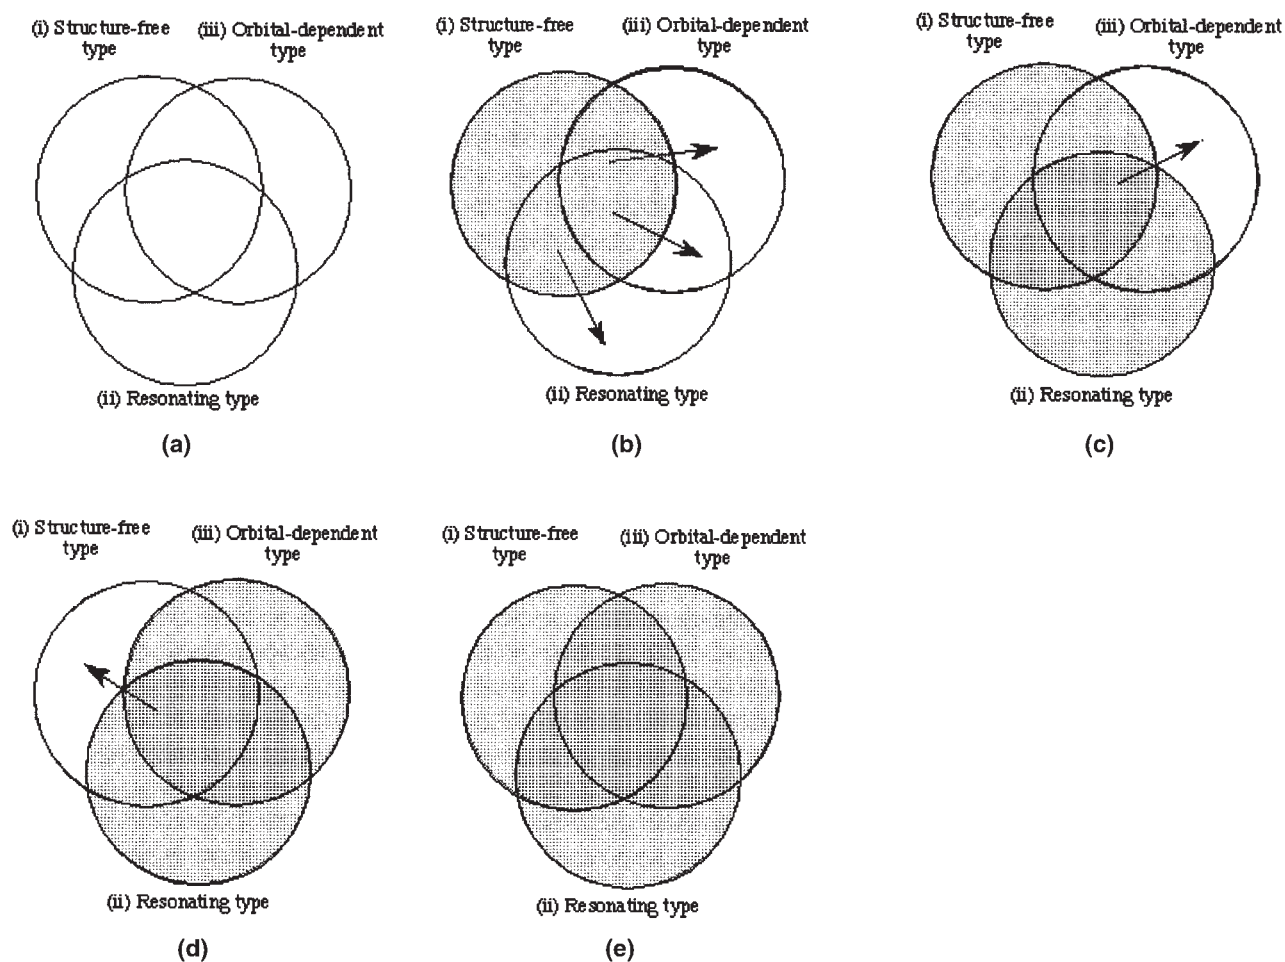 (i) Structure-free
type
(iii) Orbital-dependent
type
(ii) Resonating type
(a)
(i) Structure-free
type
(iii) Orbital-dependent
type
(ii) Resonating type
(b)
(i) Structure-free
type
(iii) Orbital-dependent
type
(ii) Resonating type
(c)
(i) Structure-free
type
(iii) Orbital-dependent
type
(ii) Resonating type
(d)
(i) Structure-free
type
(iii) Orbital-dependent
type
(ii) Resonating type
(e)